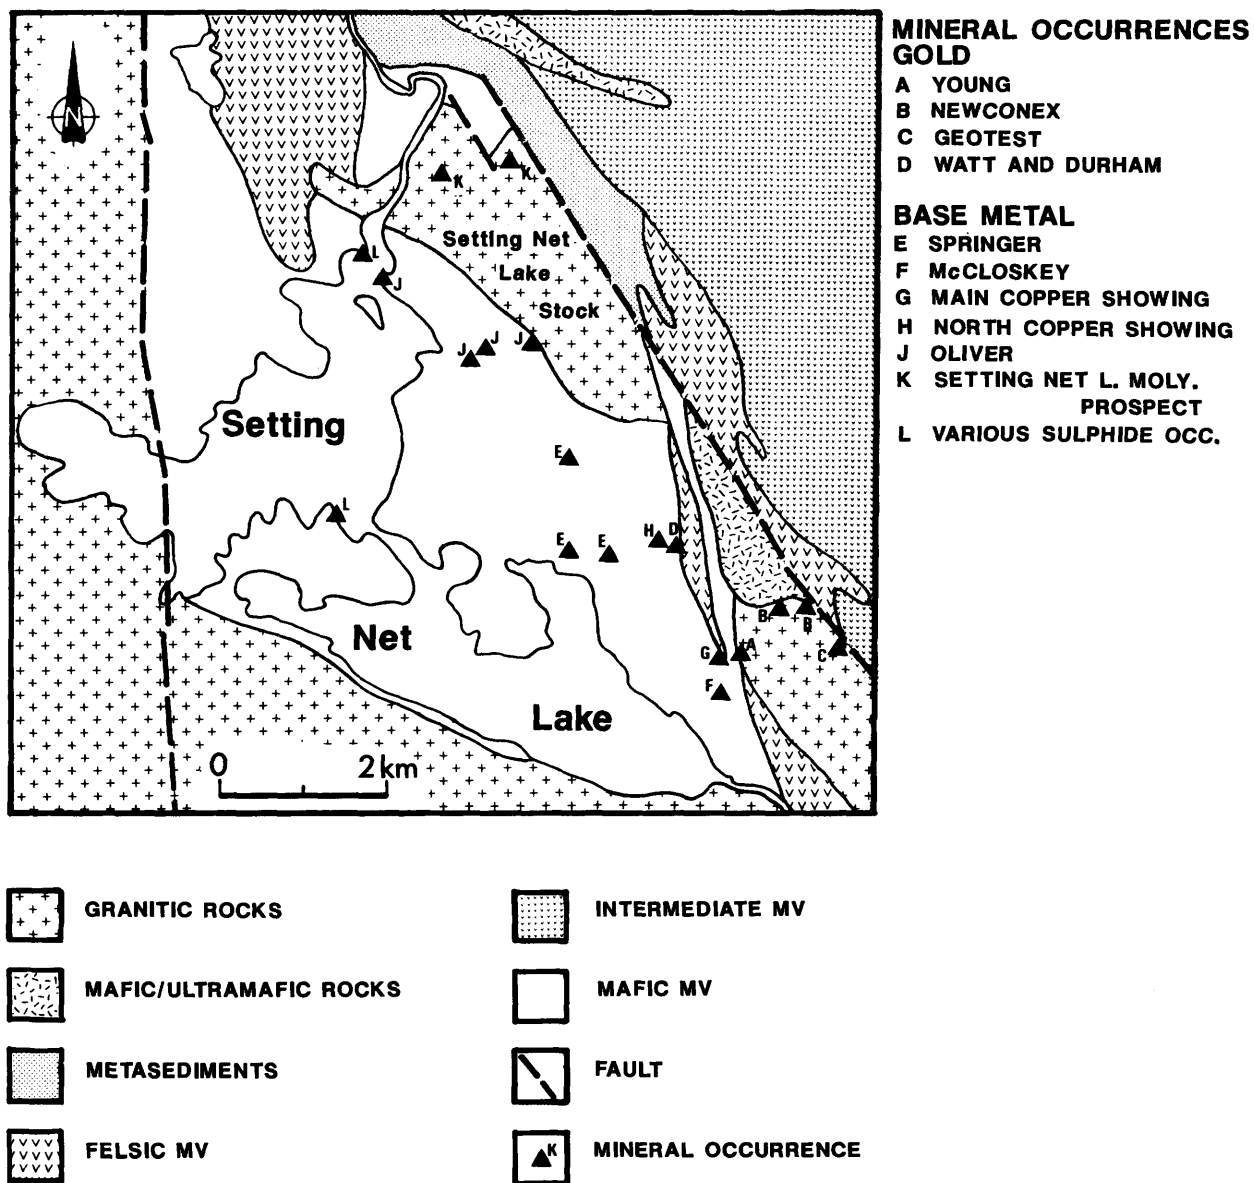 MINERAL OCCURRENCES
GOLD
A YOUNG
B NEWCONEX
C GEOTEST
D WATT AND DURHAM
BASE METAL
E SPRINGER
F McCLOSKEY
G MAIN COPPER SHOWING
H NORTH COPPER SHOWING
J OLIVER
K SETTING NET L. MOLY.
PROSPECT
L VARIOUS SULPHIDE OCC.
N
K
K
Setting Net
Lake
Stock
L
J
J
J
J
Setting
E
L
E
E
H
D
B
B
Net
G
A
C
F
Lake
0
2 km
GRANITIC ROCKS
INTERMEDIATE MV
MAFIC/ULTRAMAFIC ROCKS
MAFIC MV
METASEDIMENTS
FAULT
FELSIC MV
K
MINERAL OCCURRENCE